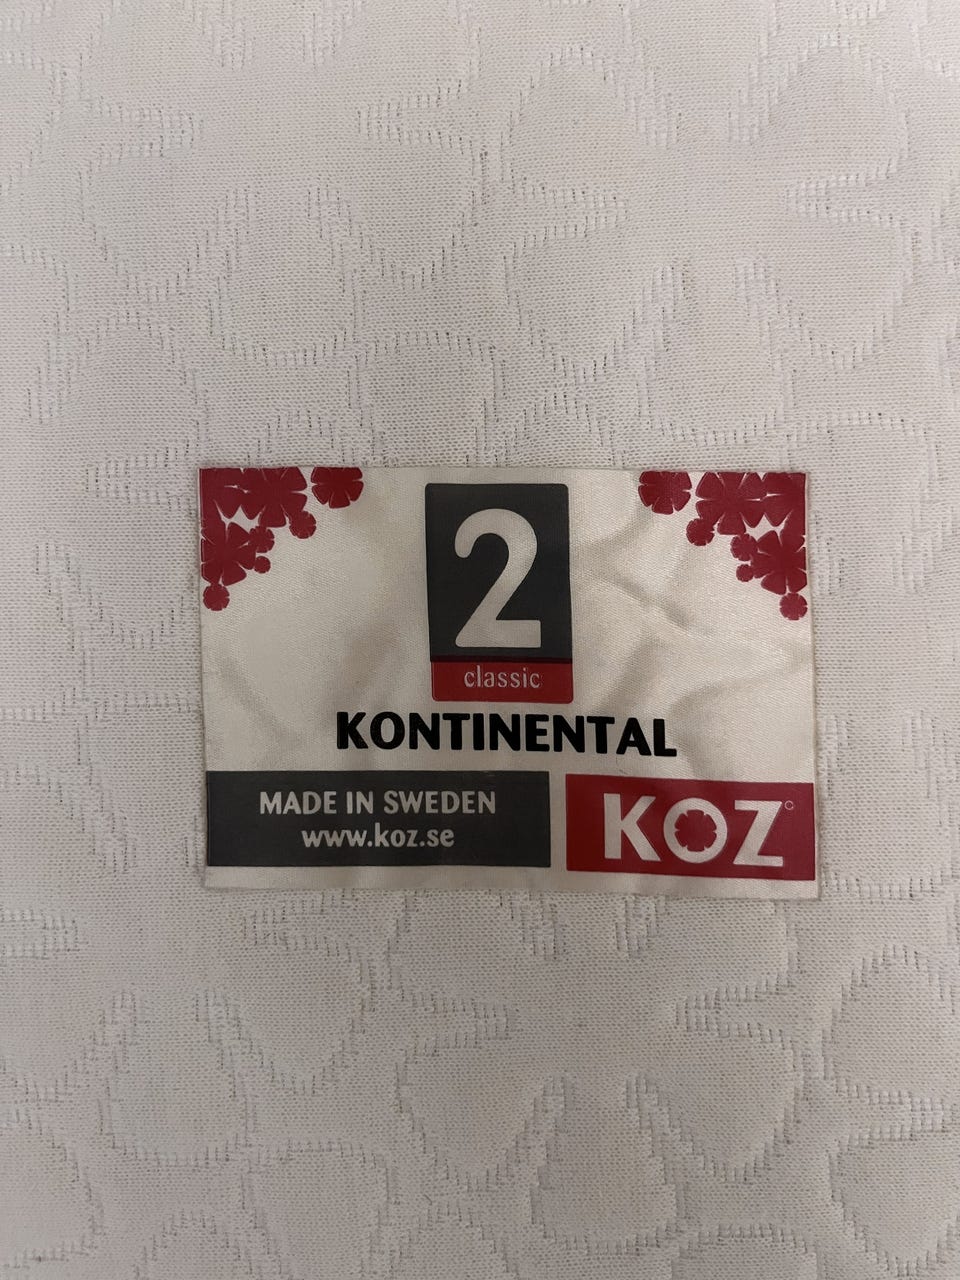 2
classic
KONTINENTAL
MADE IN SWEDEN
www.koz.se
KOZ©